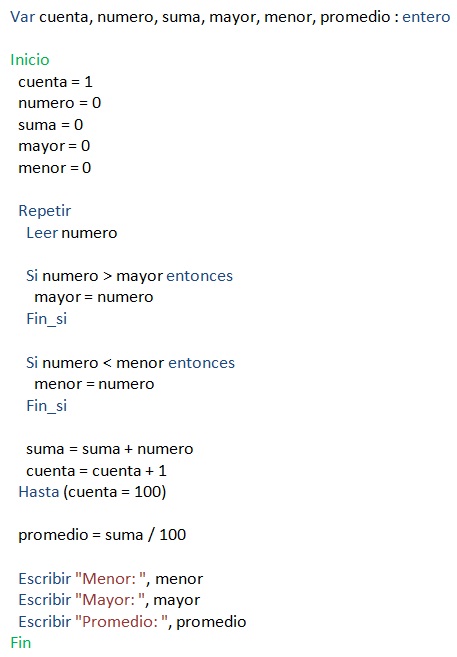 Var cuenta, numero, suma, mayor, menor, promedio : entero
Inicio
cuenta = 1
numero = 0
suma = 0
mayor = 0
menor = 0
Repetir
Leer numero
Si numero > mayor entonces
mayor = numero
Fin_si
Si numero < menor entonces
menor = numero
Fin_si
suma = suma + numero
cuenta = cuenta + 1
Hasta (cuenta = 100)
promedio = suma / 100
Escribir "Menor: ", menor
Escribir "Mayor: ", mayor
Escribir "Promedio: ", promedio
Fin